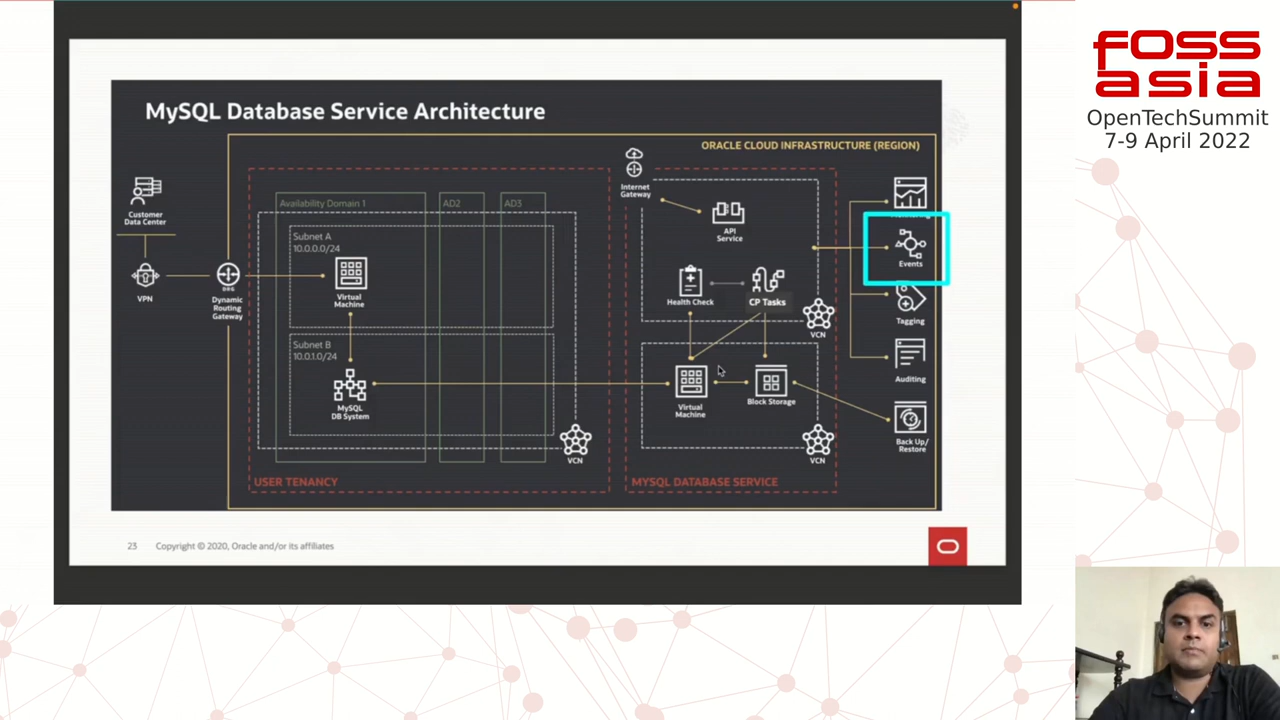 MySQL Database Service Architecture
ORACLE CLOUD INFRASTRUCTURE (REGION)
Customer
Data Center
VPN
DRG
Dynamic
Routing
Gateway
Availability Domain 1
AD2
AD3
Subnet A
10.0.0.0/24
Virtual
Machine
Subnet B
10.0.1.0/24
MySQL
DB System
VCN
USER TENANCY
Internet
Gateway
API
Service
Health Check
CP Tasks
VCN
Virtual
Machine
Block Storage
VCN
MYSQL DATABASE SERVICE
Events
Tagging
Auditing
Back Up/
Restore
23 Copyright © 2020, Oracle and/or its affiliates
FOSS
asia
OpenTechSummit
7-9 April 2022